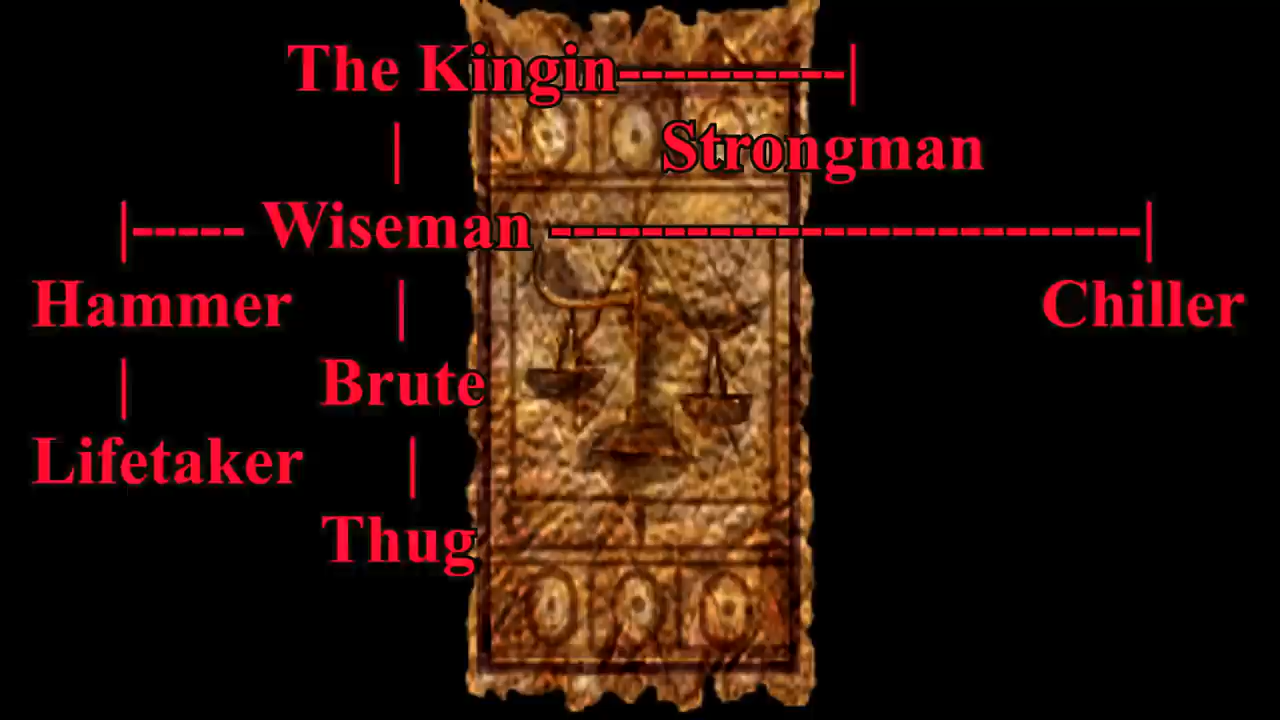 The Kingin----------|
| Strongman
|----- Wiseman --------------------------|
Hammer | Chiller
| Brute
Lifetaker |
Thug